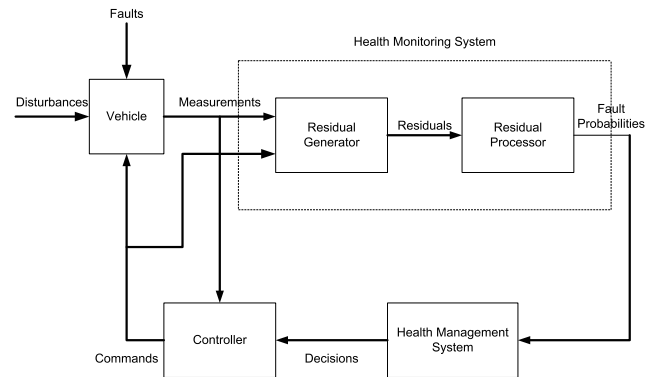 Faults
Health Monitoring System
Disturbances
Vehicle
Measurements
Residual
Generator
Residuals
Residual
Processor
Fault
Probabilities
Commands
Controller
Decisions
Health Management
System